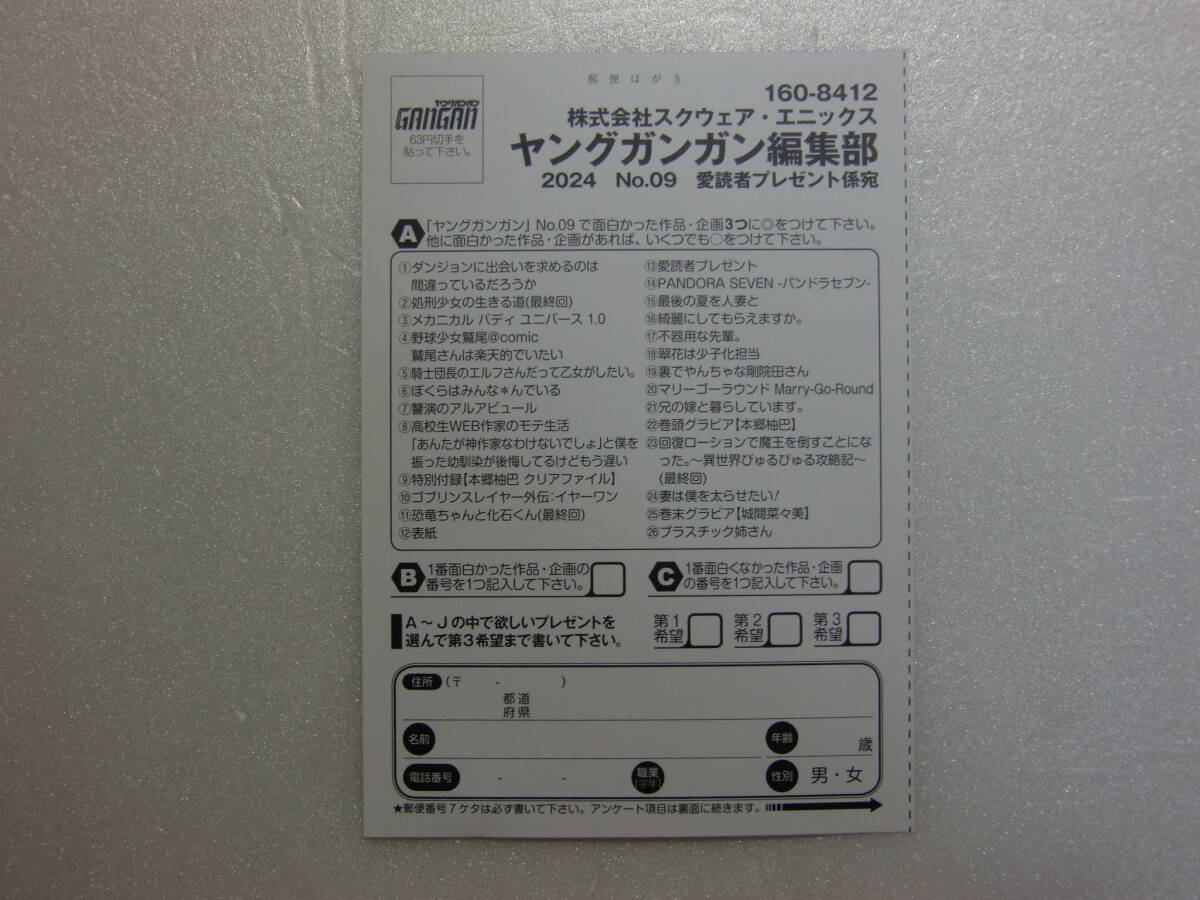 郵便はがき
ヤングガンガン
GANGAN
63円切手を
貼って下さい。
160-8412
株式会社スクウェア・エニックス
ヤングガンガン編集部
2024 No.09 愛読者プレゼント係宛
A 「ヤングガンガン」No.09で面白かった作品・企画3つに◎をつけて下さい。
他に面白かった作品・企画があれば、いくつでも○をつけて下さい。
①ダンジョンに出会いを求めるのは
間違っているだろうか
②処刑少女の生きる道(最終回)
③メカニカル バディ ユニバース 1.0
④野球少女鷲尾@comic
鷲尾さんは楽天的でいたい
⑤騎士団長のエルフさんだって乙女がしたい。
⑥ぼくらはみんな＊んでいる
⑦讐演のアルアビュール
⑧高校生WEB作家のモテ生活
「あんたが神作家なわけないでしょ」と僕を
振った幼馴染が後悔してるけどもう遅い
⑨特別付録【本郷柚巴 クリアファイル】
⑩ゴブリンスレイヤー外伝:イヤーワン
⑪恐竜ちゃんと化石くん(最終回)
⑫表紙
⑬愛読者プレゼント
⑭PANDORA SEVEN -パンドラセブン-
⑮最後の夏を人妻と
⑯綺麗にしてもらえますか。
⑰不器用な先輩。
⑱翠花は少子化担当
⑲裏でやんちゃな剛院田さん
⑳マリーゴーラウンド Marry-Go-Round
㉑兄の嫁と暮らしています。
㉒巻頭グラビア【本郷柚巴】
㉓回復ローションで魔王を倒すことにな
った。〜異世界びゅるびゅる攻略記〜
(最終回)
㉔妻は僕を太らせたい!
㉕巻末グラビア【城間菜々美】
㉖プラスチック姉さん
B 1番面白かった作品・企画の
番号を1つ記入して下さい。
C 1番面白くなかった作品・企画
の番号を1つ記入して下さい。
A〜Jの中で欲しいプレゼントを
選んで第3希望まで書いて下さい。
第1
希望
第2
希望
第3
希望
住所 (〒 - )
都道
府県
名前
年齢 歳
電話番号 - -
職業
(学年)
性別 男・女
★郵便番号7ケタは必ず書いて下さい。アンケート項目は裏面に続きます。